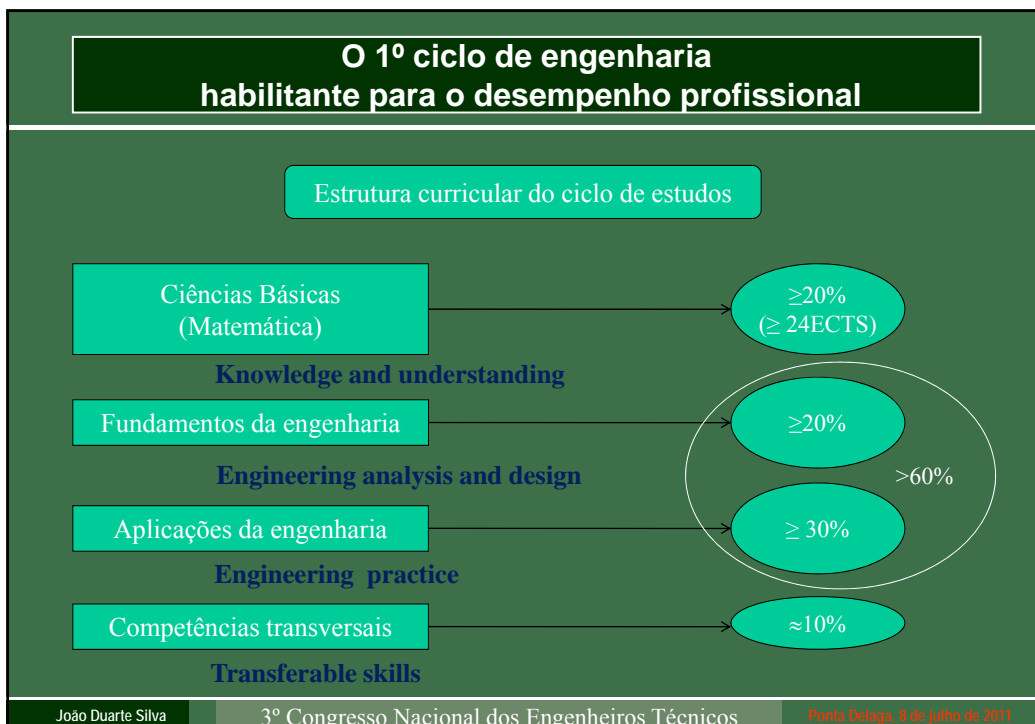 O 1º ciclo de engenharia
habilitante para o desempenho profissional
Estrutura curricular do ciclo de estudos
Ciências Básicas
(Matemática)
≥20%
(≥ 24ECTS)
Knowledge and understanding
Fundamentos da engenharia
≥20%
Engineering analysis and design
>60%
Aplicações da engenharia
≥ 30%
Engineering practice
Competências transversais
≈10%
Transferable skills
João Duarte Silva
3º Congresso Nacional dos Engenheiros Técnicos
Ponta Delaga, 8 de julho de 2011